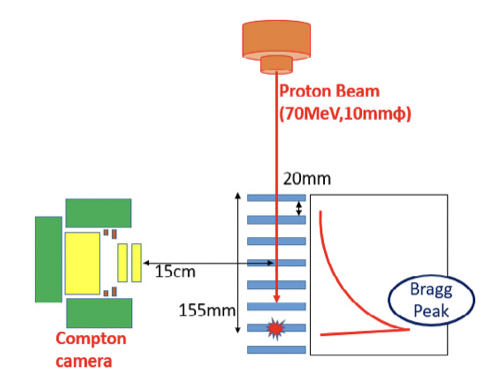 Proton Beam
(70MeV,10mmϕ)
20mm
15cm
155mm
Bragg
Peak
Compton
camera